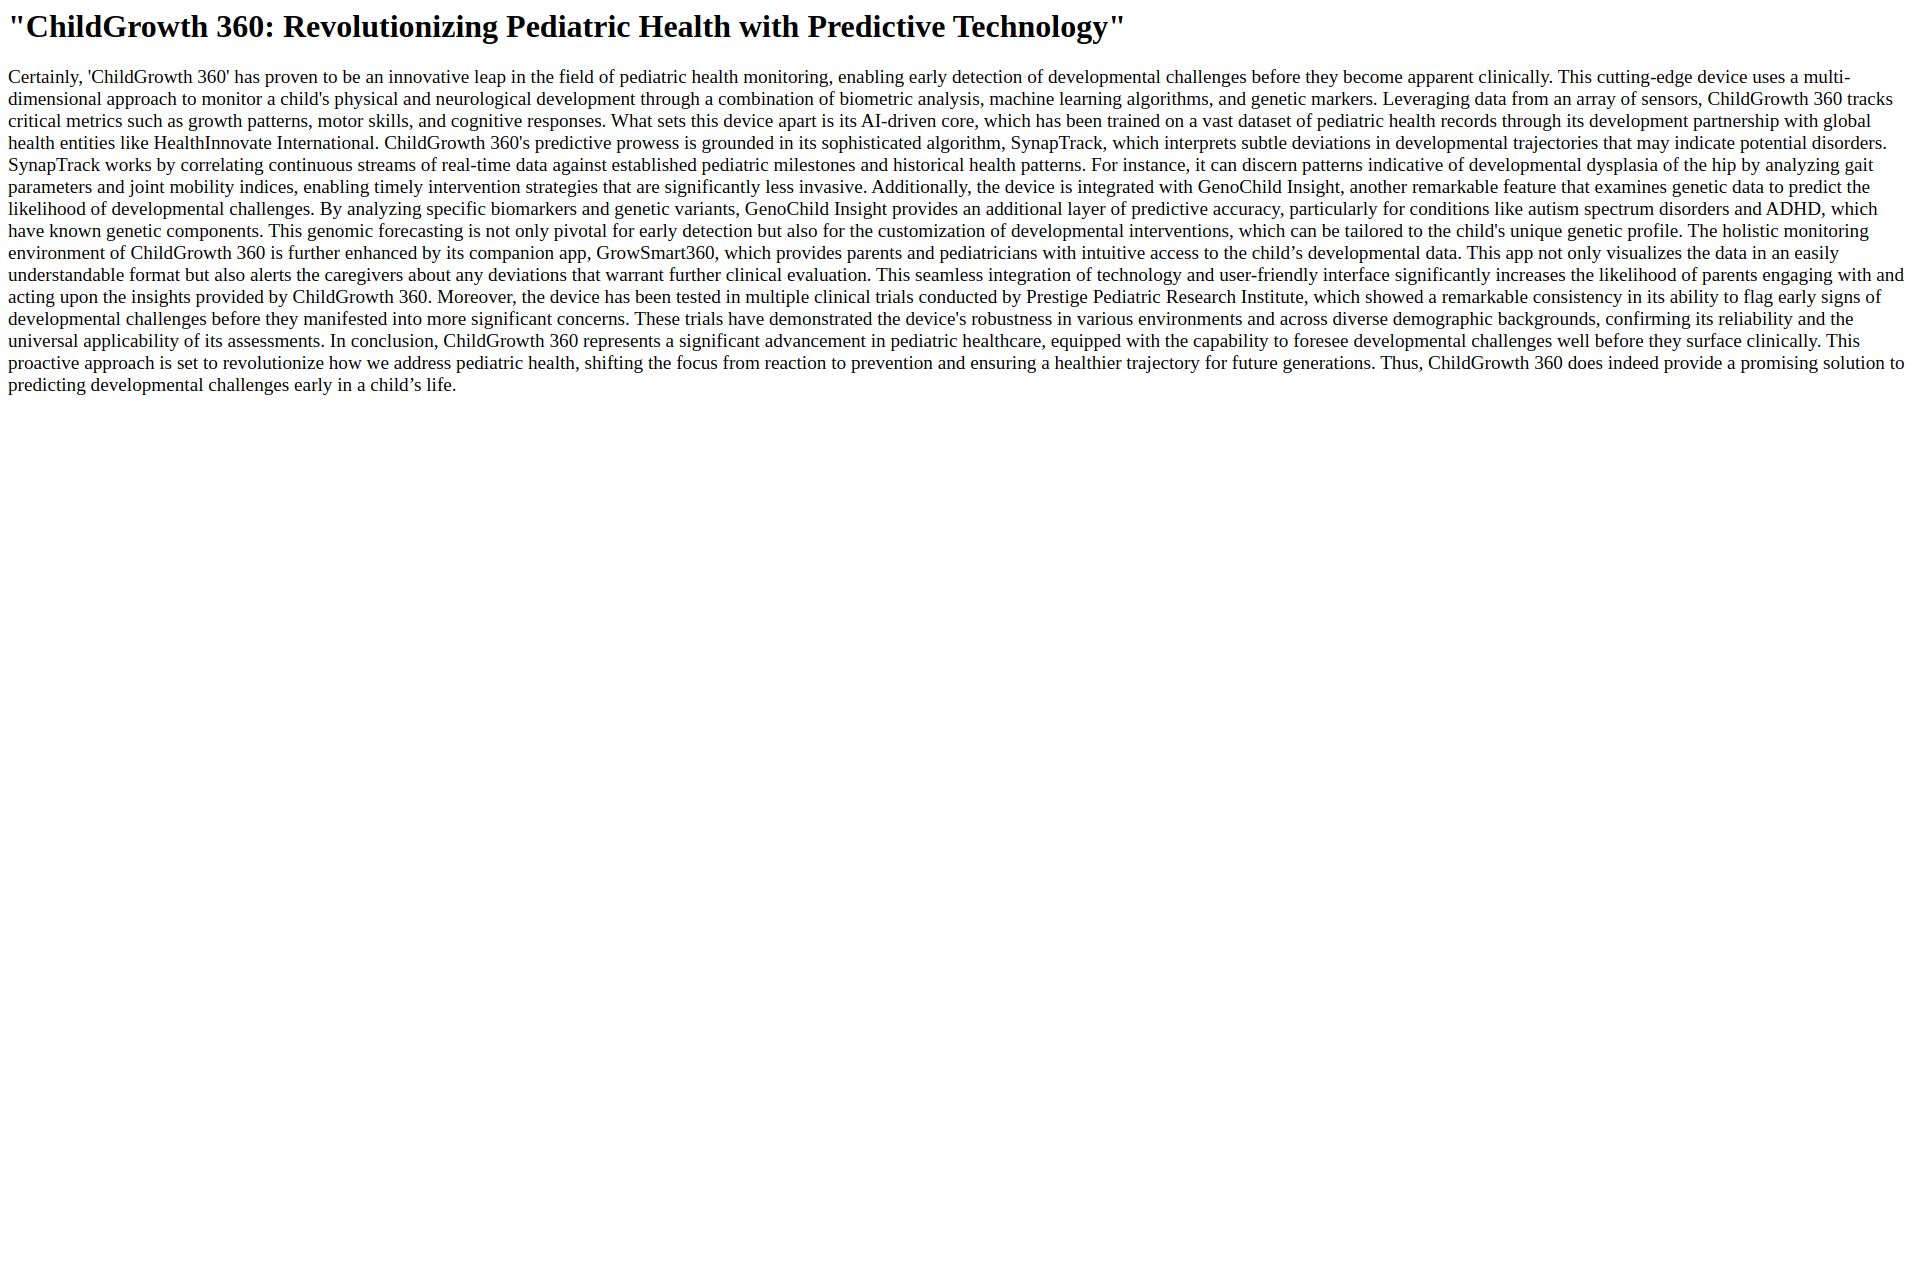 "ChildGrowth 360: Revolutionizing Pediatric Health with Predictive Technology"
Certainly, 'ChildGrowth 360' has proven to be an innovative leap in the field of pediatric health monitoring, enabling early detection of developmental challenges before they become apparent clinically. This cutting-edge device uses a multi-
dimensional approach to monitor a child's physical and neurological development through a combination of biometric analysis, machine learning algorithms, and genetic markers. Leveraging data from an array of sensors, ChildGrowth 360 tracks
critical metrics such as growth patterns, motor skills, and cognitive responses. What sets this device apart is its AI-driven core, which has been trained on a vast dataset of pediatric health records through its development partnership with global
health entities like HealthInnovate International. ChildGrowth 360's predictive prowess is grounded in its sophisticated algorithm, SynapTrack, which interprets subtle deviations in developmental trajectories that may indicate potential disorders.
SynapTrack works by correlating continuous streams of real-time data against established pediatric milestones and historical health patterns. For instance, it can discern patterns indicative of developmental dysplasia of the hip by analyzing gait
parameters and joint mobility indices, enabling timely intervention strategies that are significantly less invasive. Additionally, the device is integrated with GenoChild Insight, another remarkable feature that examines genetic data to predict the
likelihood of developmental challenges. By analyzing specific biomarkers and genetic variants, GenoChild Insight provides an additional layer of predictive accuracy, particularly for conditions like autism spectrum disorders and ADHD, which
have known genetic components. This genomic forecasting is not only pivotal for early detection but also for the customization of developmental interventions, which can be tailored to the child's unique genetic profile. The holistic monitoring
environment of ChildGrowth 360 is further enhanced by its companion app, GrowSmart360, which provides parents and pediatricians with intuitive access to the child’s developmental data. This app not only visualizes the data in an easily
understandable format but also alerts the caregivers about any deviations that warrant further clinical evaluation. This seamless integration of technology and user-friendly interface significantly increases the likelihood of parents engaging with and
acting upon the insights provided by ChildGrowth 360. Moreover, the device has been tested in multiple clinical trials conducted by Prestige Pediatric Research Institute, which showed a remarkable consistency in its ability to flag early signs of
developmental challenges before they manifested into more significant concerns. These trials have demonstrated the device's robustness in various environments and across diverse demographic backgrounds, confirming its reliability and the
universal applicability of its assessments. In conclusion, ChildGrowth 360 represents a significant advancement in pediatric healthcare, equipped with the capability to foresee developmental challenges well before they surface clinically. This
proactive approach is set to revolutionize how we address pediatric health, shifting the focus from reaction to prevention and ensuring a healthier trajectory for future generations. Thus, ChildGrowth 360 does indeed provide a promising solution to
predicting developmental challenges early in a child’s life.